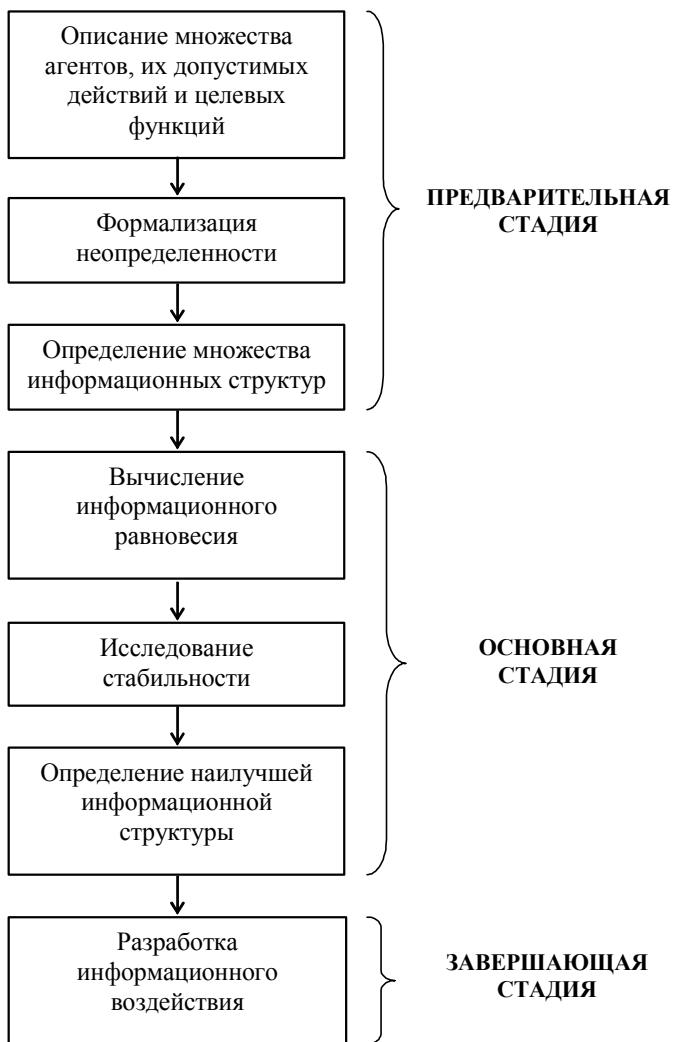 Описание множества
агентов, их допустимых
действий и целевых
функций
ПРЕДВАРИТЕЛЬНАЯ
СТАДИЯ
Формализация
неопределенности
Определение множества
информационных структур
Вычисление
информационного
равновесия
Исследование
стабильности
ОСНОВНАЯ
СТАДИЯ
Определение наилучшей
информационной
структуры
Разработка
информационного
воздействия
ЗАВЕРШАЮЩАЯ
СТАДИЯ